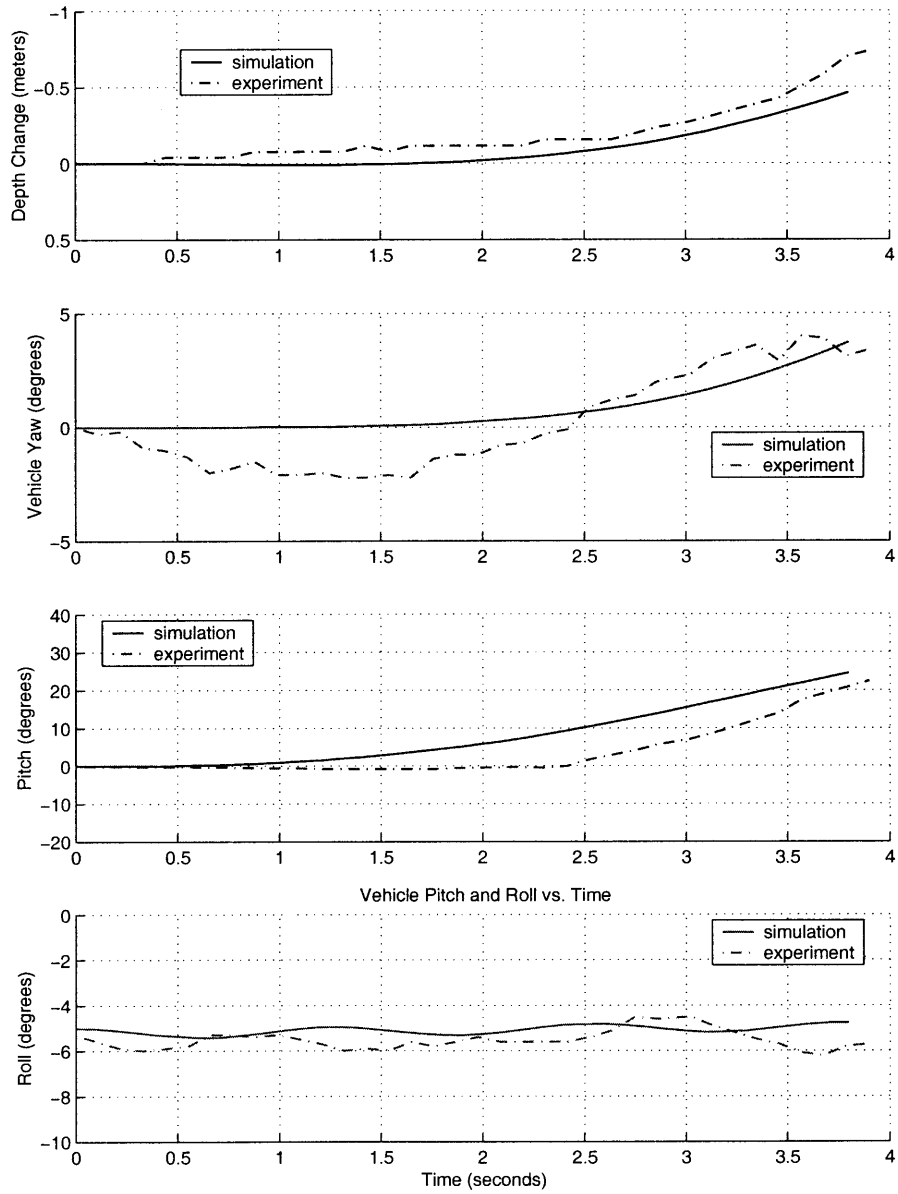 Depth Change (meters)
−1
−0.5
0
0.5
simulation
experiment
0 0.5 1 1.5 2 2.5 3 3.5 4
Vehicle Yaw (degrees)
5
0
−5
simulation
experiment
0 0.5 1 1.5 2 2.5 3 3.5 4
Pitch (degrees)
40
30
20
10
0
−10
−20
simulation
experiment
0 0.5 1 1.5 2 2.5 3 3.5 4
Vehicle Pitch and Roll vs. Time
Roll (degrees)
0
−2
−4
−6
−8
−10
simulation
experiment
0 0.5 1 1.5 2 2.5 3 3.5 4
Time (seconds)